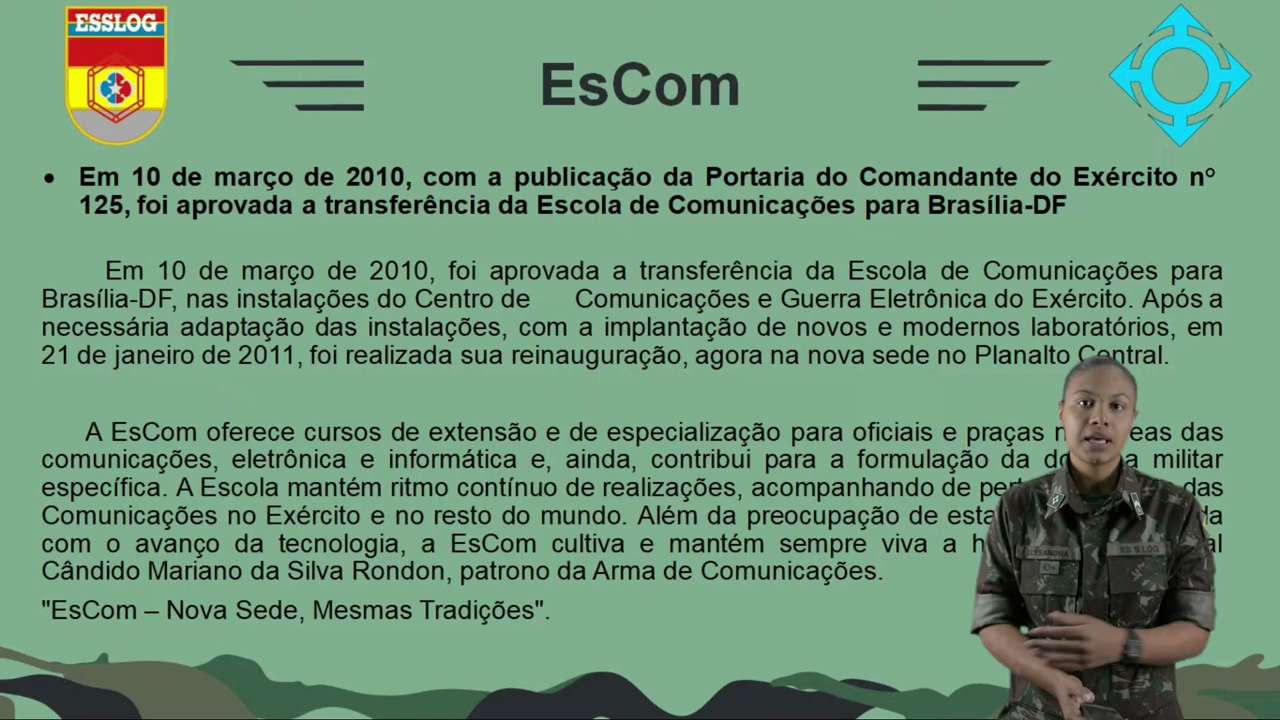 ESSLOG
EsCom
• Em 10 de março de 2010, com a publicação da Portaria do Comandante do Exército nº
125, foi aprovada a transferência da Escola de Comunicações para Brasília-DF
Em 10 de março de 2010, foi aprovada a transferência da Escola de Comunicações para
Brasília-DF, nas instalações do Centro de Comunicações e Guerra Eletrônica do Exército. Após a
necessária adaptação das instalações, com a implantação de novos e modernos laboratórios, em
21 de janeiro de 2011, foi realizada sua reinauguração, agora na nova sede no Planalto Central.
A EsCom oferece cursos de extensão e de especialização para oficiais e praças das
comunicações, eletrônica e informática e, ainda, contribui para a formulação da militar
específica. A Escola mantém ritmo contínuo de realizações, acompanhando de das
Comunicações no Exército e no resto do mundo. Além da preocupação de
com o avanço da tecnologia, a EsCom cultiva e mantém sempre viva a
Cândido Mariano da Silva Rondon, patrono da Arma de Comunicações.
"EsCom – Nova Sede, Mesmas Tradições".
ES S LOG